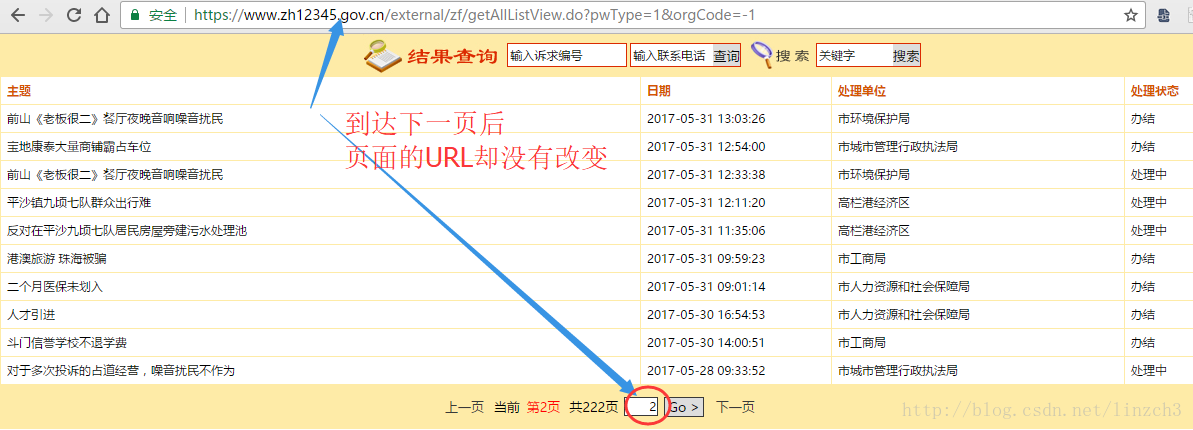 安全 https://www.zh12345.gov.cn/external/zf/getAllListView.do?pwType=1&orgCode=-1
结果查询 输入诉求编号 输入联系电话 查询 搜索 关键字 搜索
主题 日期 处理单位 处理状态
前山《老板很二》餐厅夜晚音响噪音扰民 2017-05-31 13:03:26 市环境保护局 办结
宝地康泰大量商铺霸占车位 2017-05-31 12:54:00 市城市管理行政执法局 办结
前山《老板很二》餐厅夜晚音响噪音扰民 2017-05-31 12:33:38 市环境保护局 处理中
平沙镇九顷七队群众出行难 2017-05-31 12:11:20 高栏港经济区 处理中
反对在平沙九顷七队居民房屋旁建污水处理池 2017-05-31 11:35:06 高栏港经济区 处理中
港澳旅游 珠海被骗 2017-05-31 09:59:23 市工商局 办结
二个月医保未划入 2017-05-31 09:01:14 市人力资源和社会保障局 办结
人才引进 2017-05-30 16:54:53 市人力资源和社会保障局 办结
斗门信誉学校不退学费 2017-05-30 14:00:51 市工商局 办结
对于多次投诉的占道经营，噪音扰民不作为 2017-05-28 09:33:52 市城市管理行政执法局 处理中
到达下一页后
页面的URL却没有改变
上一页 当前 第2页 共222页 2 Go > 下一页
http://blog.csdn.net/linzch3